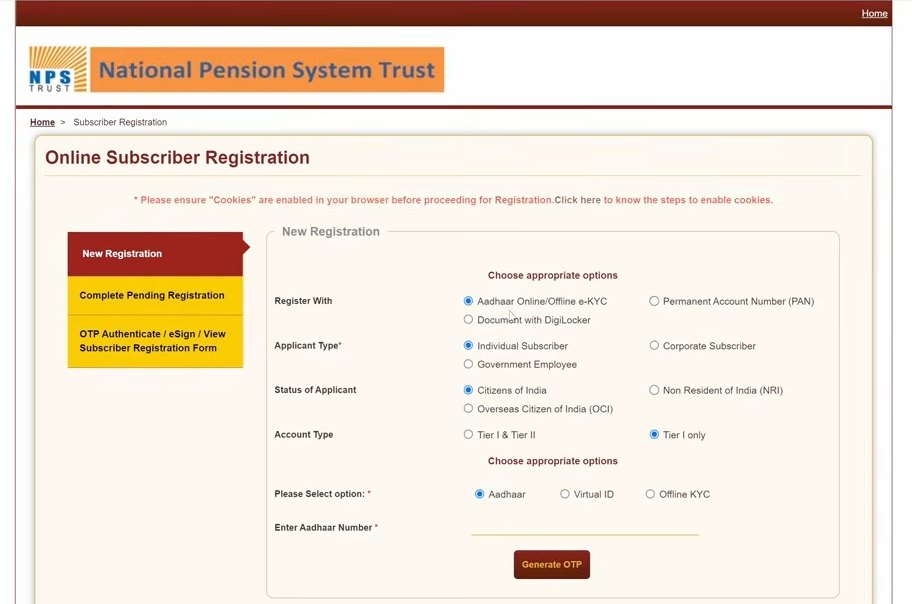 Home
NPS
TRUST
National Pension System Trust
Home > Subscriber Registration
Online Subscriber Registration
* Please ensure "Cookies" are enabled in your browser before proceeding for Registration.Click here to know the steps to enable cookies.
New Registration
Complete Pending Registration
OTP Authenticate / eSign / View
Subscriber Registration Form
New Registration
Choose appropriate options
Register With Aadhaar Online/Offline e-KYC Permanent Account Number (PAN)
Document with DigiLocker
Applicant Type* Individual Subscriber Corporate Subscriber
Government Employee
Status of Applicant Citizens of India Non Resident of India (NRI)
Overseas Citizen of India (OCI)
Account Type Tier I & Tier II Tier I only
Choose appropriate options
Please Select option: * Aadhaar Virtual ID Offline KYC
Enter Aadhaar Number *
Generate OTP